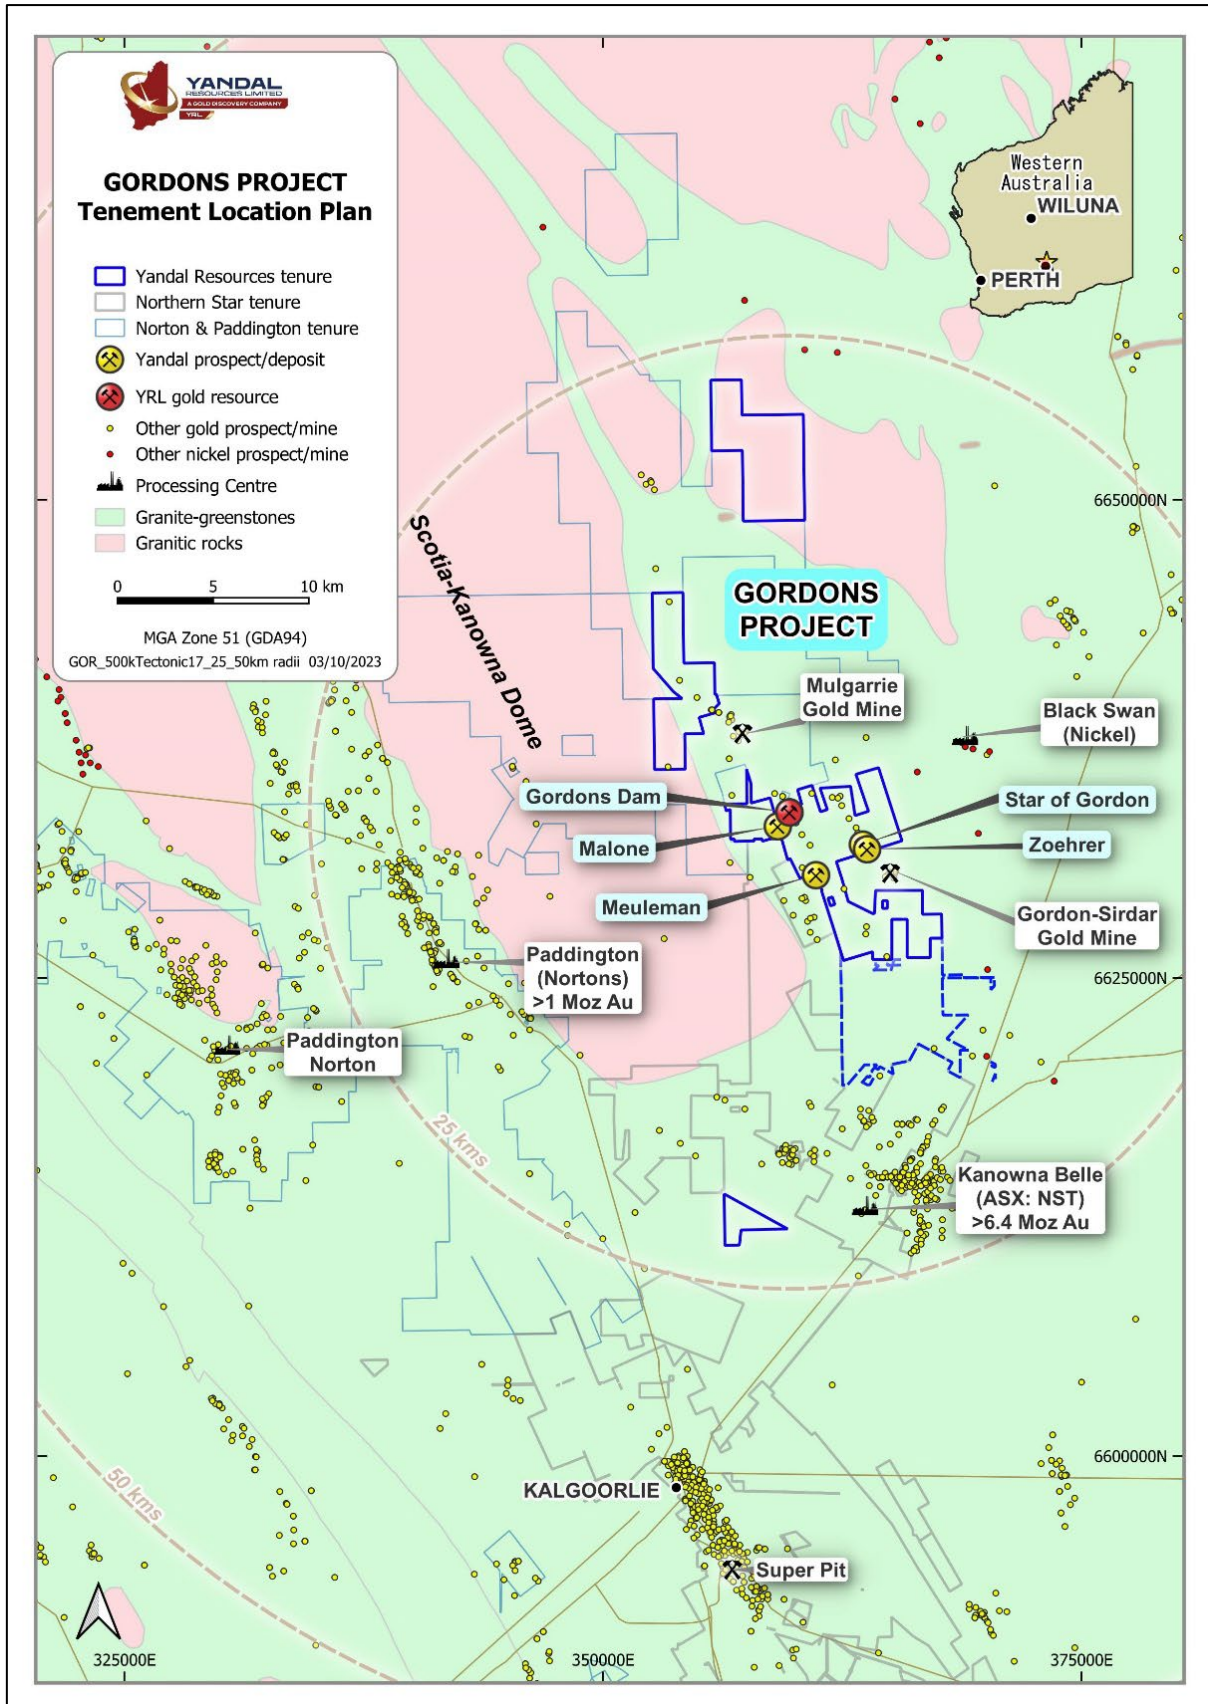 YANDAL
RESOURCES LIMITED
A GOLD DISCOVERY COMPANY
YRL
GORDONS PROJECT
Tenement Location Plan
Yandal Resources tenure
Northern Star tenure
Norton & Paddington tenure
Yandal prospect/deposit
YRL gold resource
Other gold prospect/mine
Other nickel prospect/mine
Processing Centre
Granite-greenstones
Granitic rocks
0 5 10 km
MGA Zone 51 (GDA94)
GOR_500kTectonic17_25_50km radii 03/10/2023
Western
Australia
WILUNA
PERTH
6650000N
Scotia-Kanowna Dome
GORDONS
PROJECT
Mulgarrie
Gold Mine
Black Swan
(Nickel)
Gordons Dam
Star of Gordon
Malone
Zoehrer
Meuleman
Gordon-Sirdar
Gold Mine
Paddington
(Nortons)
>1 Moz Au
6625000N
Paddington
Norton
25 kms
Kanowna Belle
(ASX: NST)
>6.4 Moz Au
6600000N
KALGOORLIE
50 kms
Super Pit
325000E
350000E
375000E